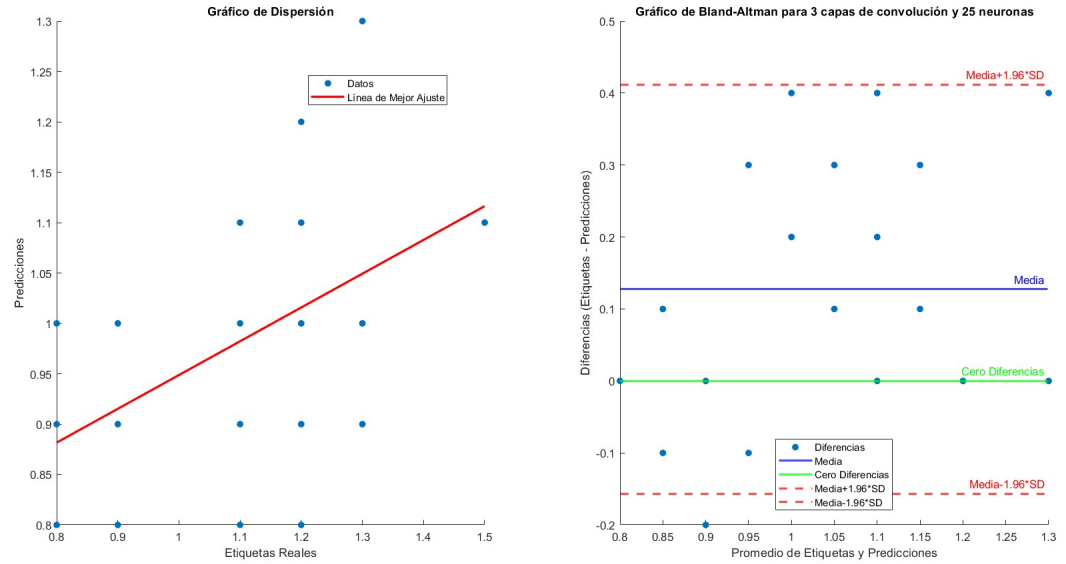 Gráfico de Dispersión
1.3
1.25
1.2
1.15
1.1
1.05
1
0.95
0.9
0.85
0.8
Predicciones
Datos
Linea de Mejor Ajuste
0.8 0.9 1 1.1 1.2 1.3 1.4 1.5
Etiquetas Reales
Gráfico de Bland-Altman para 3 capas de convolución y 25 neuronas
0.5
0.4
0.3
0.2
0.1
0
-0.1
-0.2
Diferencias (Etiquetas - Predicciones)
Media+1.96*SD
Media
Cero Diferencias
Media-1.96*SD
Diferencias
Media
Cero Diferencias
Media+1.96*SD
Media-1.96*SD
0.8 0.85 0.9 0.95 1 1.05 1.1 1.15 1.2 1.25 1.3
Promedio de Etiquetas y Predicciones